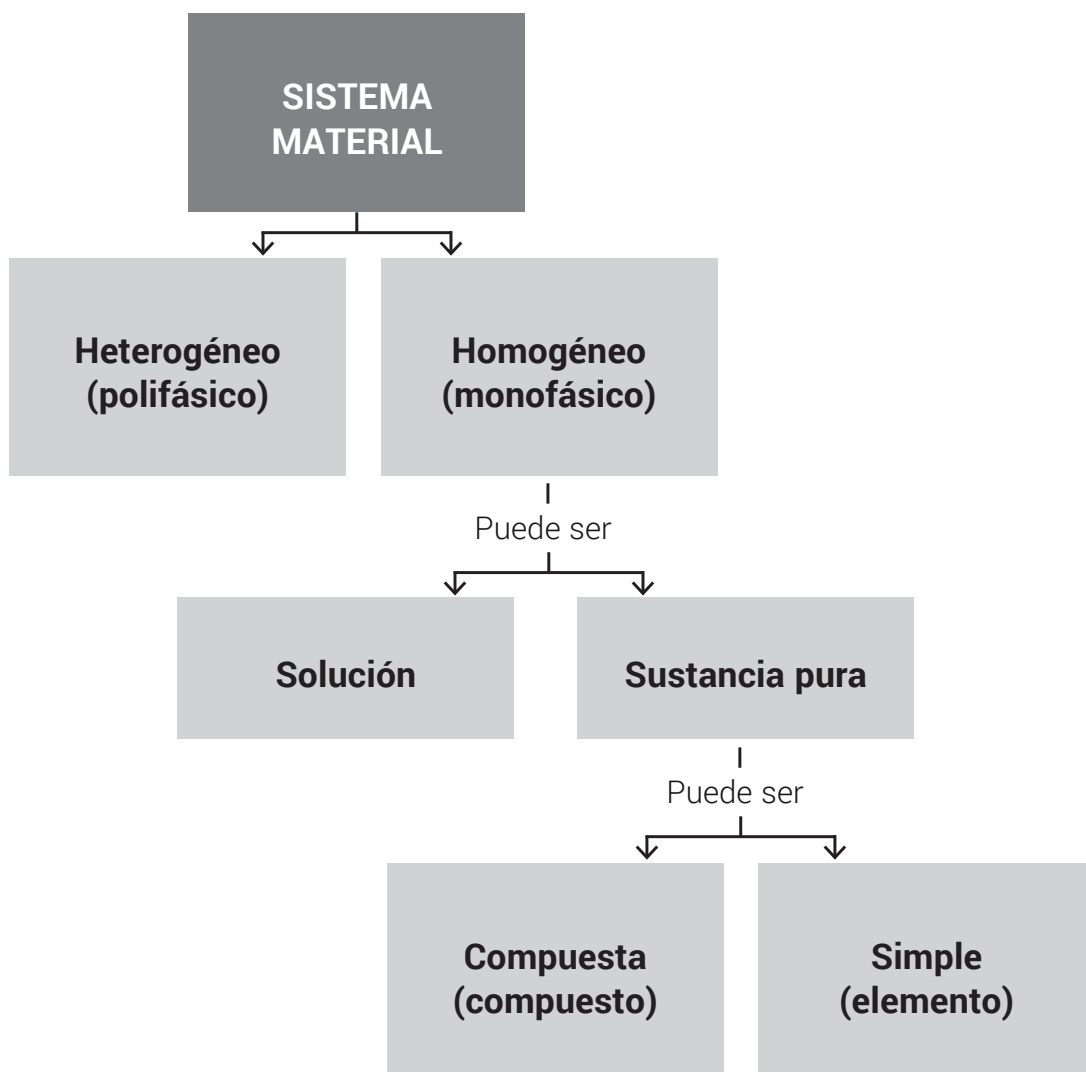 SISTEMA
MATERIAL
Heterogéneo
(polifásico)
Homogéneo
(monofásico)
Puede ser
Solución
Sustancia pura
Puede ser
Compuesta
(compuesto)
Simple
(elemento)